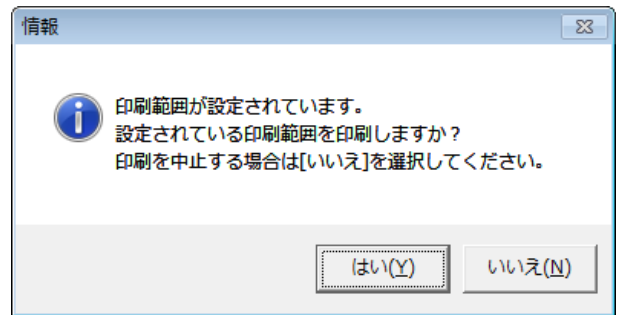 情報
印刷範囲が設定されています。
設定されている印刷範囲を印刷しますか？
印刷を中止する場合は[いいえ]を選択してください。
はい(Y) いいえ(N)